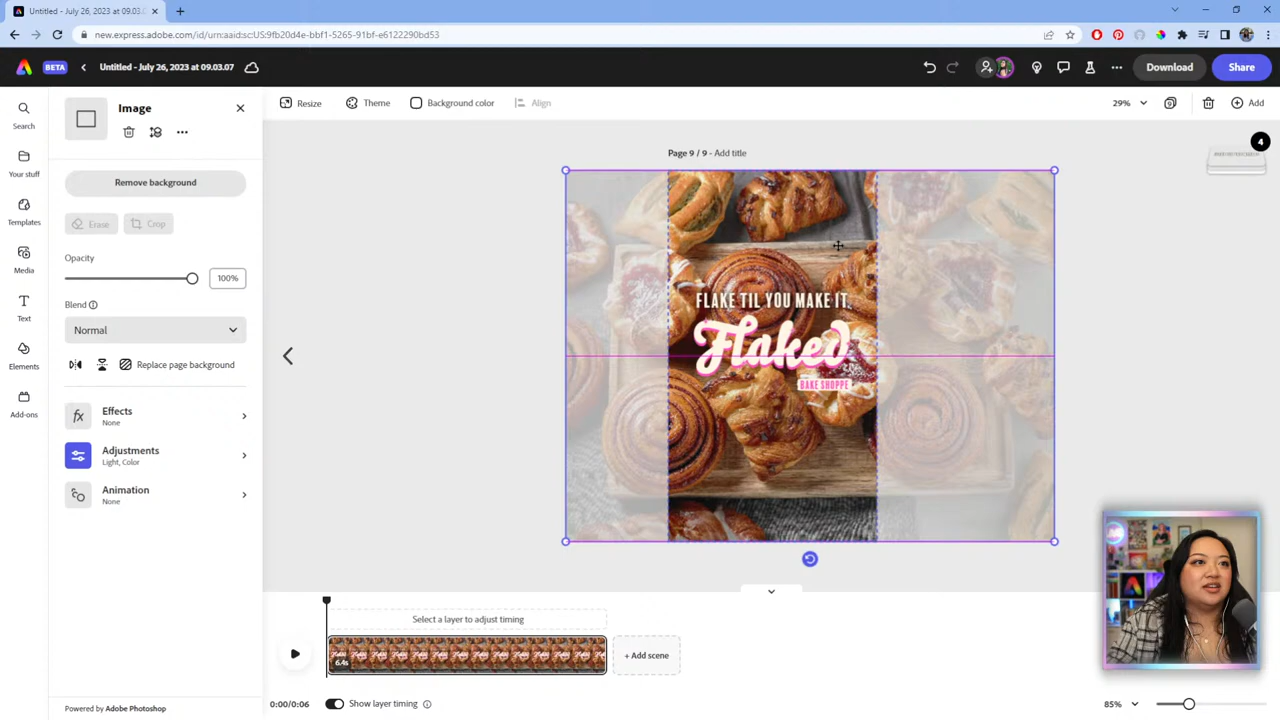 Untitled - July 26, 2023 at 09.03.0
new.express.adobe.com/id/urn:aaid:sc:US:9fb20d4e-bbf1-5265-91bf-e6122290bd53
BETA
Untitled - July 26, 2023 at 09.03.07
Download
Share
Search
Your stuff
Templates
Media
Text
Elements
Add-ons
Image
Remove background
Erase
Crop
Opacity
100%
Blend
Normal
Replace page background
Effects
None
Adjustments
Light, Color
Animation
None
Powered by Adobe Photoshop
Resize
Theme
Background color
Align
29%
9
Add
Page 9 / 9 - Add title
4
FLAKE TIL YOU MAKE IT.
Flaked
BAKE SHOPPE
Select a layer to adjust timing
6.4s
+ Add scene
0:00/0:06
Show layer timing
85%